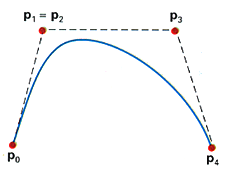 p₁ = p₂
p₃
p₀
p₄